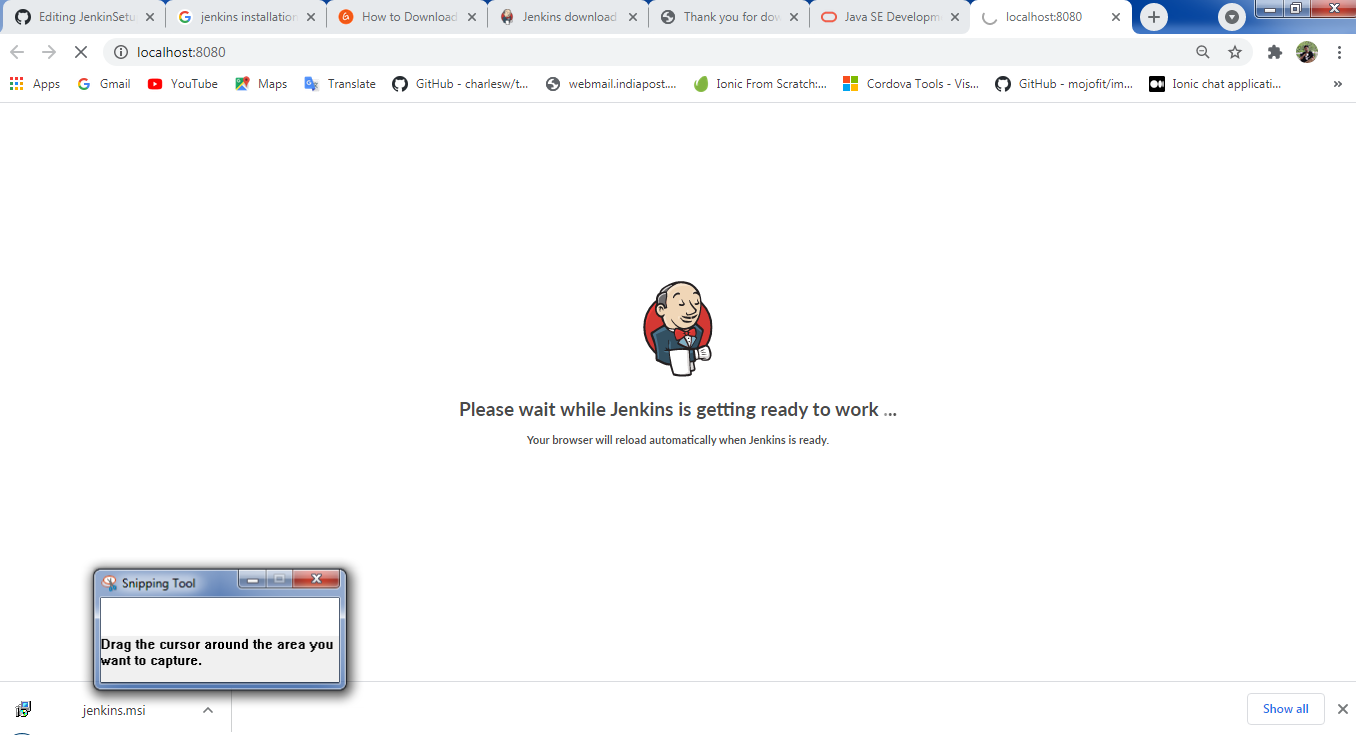 Editing JenkinSetu
jenkins installation
How to Download
Jenkins download
Thank you for dow
Java SE Developm
localhost:8080
localhost:8080
Apps
Gmail
YouTube
Maps
Translate
GitHub - charlesw/t...
webmail.indiapost....
Ionic From Scratch:...
Cordova Tools - Vis...
GitHub - mojofit/im...
Ionic chat applicati...
»
Please wait while Jenkins is getting ready to work ...
Your browser will reload automatically when Jenkins is ready.
Snipping Tool
Drag the cursor around the area you
want to capture.
jenkins.msi
Show all